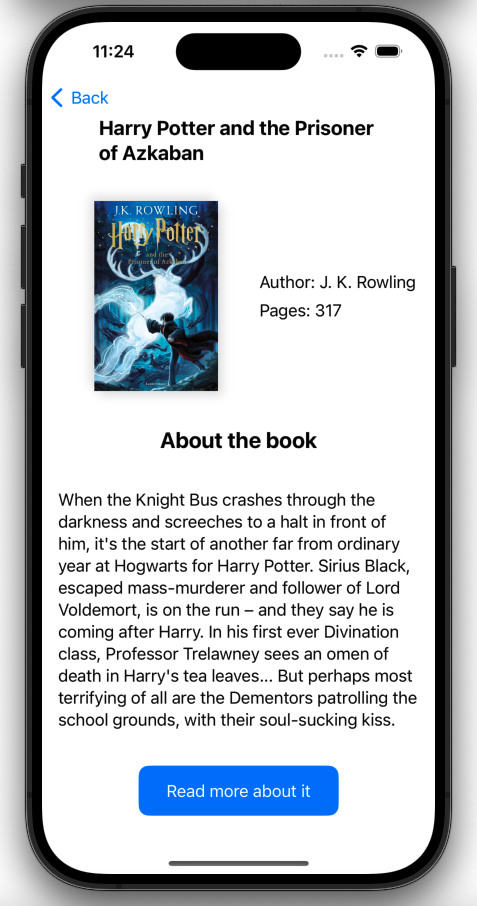 11:24
Back
Harry Potter and the Prisoner
of Azkaban
J.K. ROWLING
Harry Potter
and the
Prisoner of Azkaban
Author: J. K. Rowling
Pages: 317
About the book
When the Knight Bus crashes through the
darkness and screeches to a halt in front of
him, it's the start of another far from ordinary
year at Hogwarts for Harry Potter. Sirius Black,
escaped mass-murderer and follower of Lord
Voldemort, is on the run – and they say he is
coming after Harry. In his first ever Divination
class, Professor Trelawney sees an omen of
death in Harry's tea leaves... But perhaps most
terrifying of all are the Dementors patrolling the
school grounds, with their soul-sucking kiss.
Read more about it